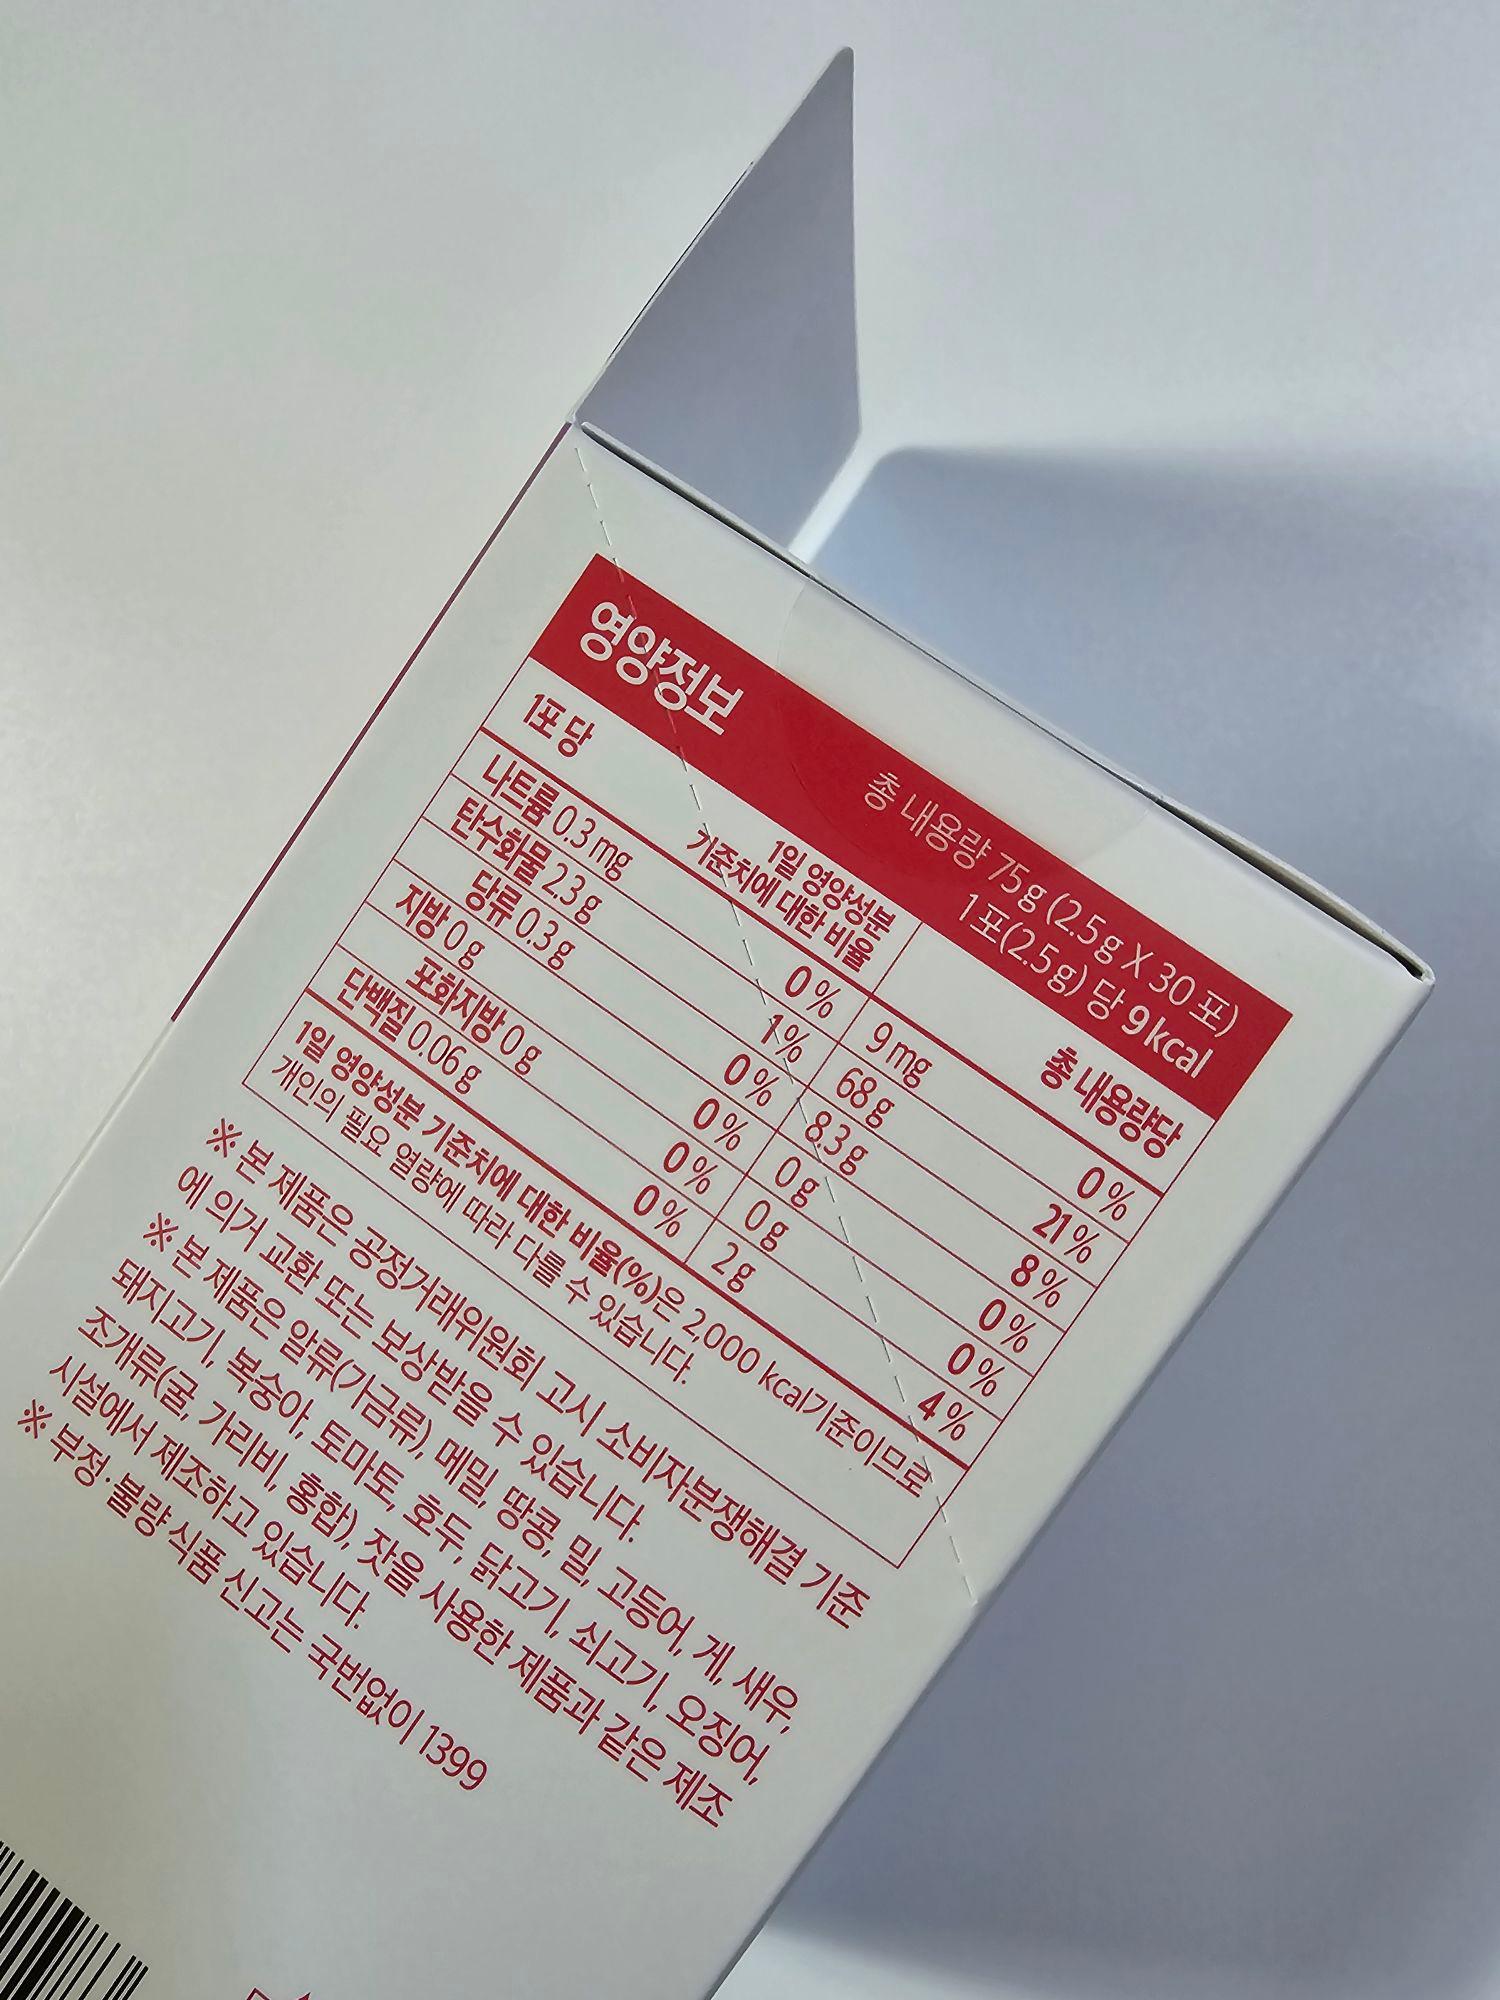 영양정보
총 내용량 75g (2.5g X 30 포)
1포(2.5g) 당 9 kcal
1포 당
1일 영양성분
기준치에 대한 비율
총 내용량당
나트륨 0.3 mg 0% 9 mg 0%
탄수화물 2.3 g 1% 68 g 21%
당류 0.3 g 0% 8.3 g 8%
지방 0 g 0% 0 g 0%
포화지방 0 g 0% 0 g 0%
단백질 0.06 g 0% 2 g 4%
1일 영양성분 기준치에 대한 비율(%)은 2,000 kcal기준이므로
개인의 필요 열량에 따라 다를 수 있습니다.
※ 본 제품은 공정거래위원회 고시 소비자분쟁해결 기준
에 의거 교환 또는 보상받을 수 있습니다.
※ 본 제품은 알류(가금류), 메밀, 땅콩, 밀, 고등어, 게, 새우,
돼지고기, 복숭아, 토마토, 호두, 닭고기, 쇠고기, 오징어,
조개류(굴, 가리비, 홍합), 잣을 사용한 제품과 같은 제조
시설에서 제조하고 있습니다.
※ 부정·불량 식품 신고는 국번없이 1399